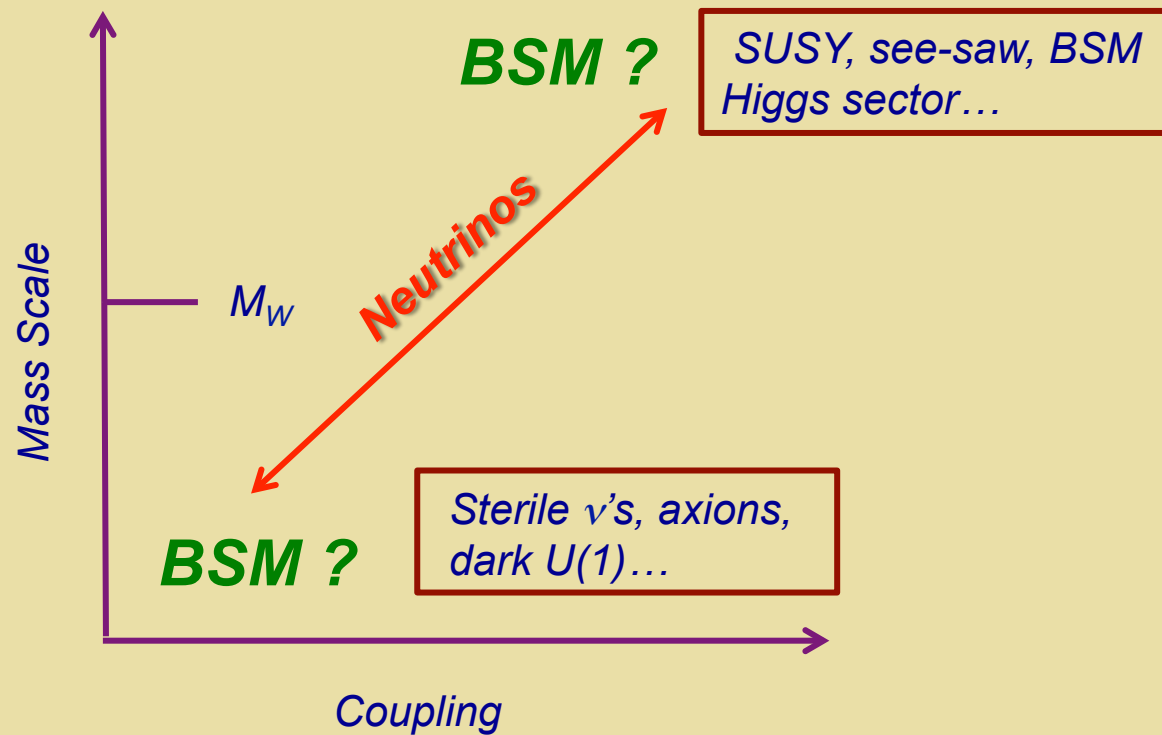 BSM ?
SUSY, see-saw, BSM
Higgs sector…
Neutrinos
Mass Scale
M_W
Sterile ν's, axions,
dark U(1)…
BSM ?
Coupling